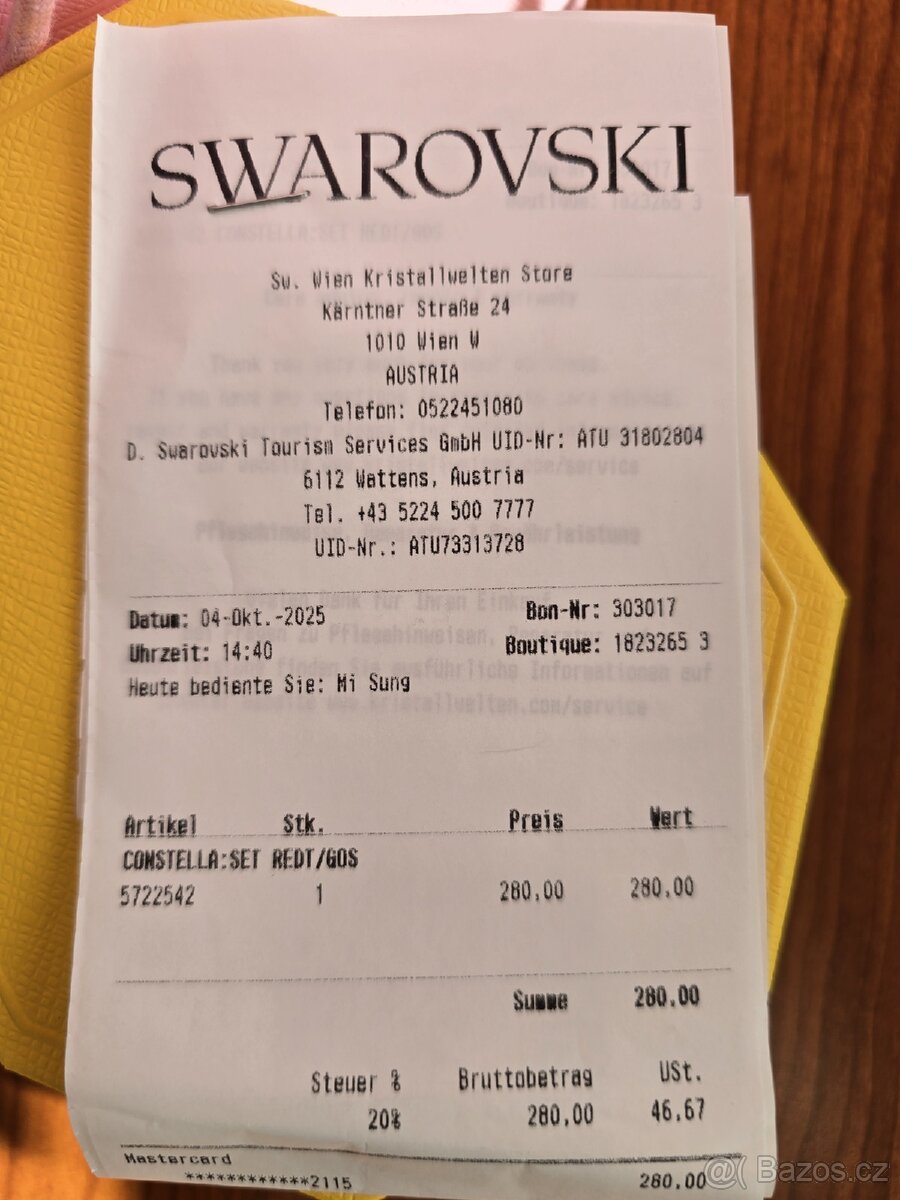 SWAROVSKI
Sw. Wien Kristallwelten Store
Kärntner Straße 24
1010 Wien W
AUSTRIA
Telefon: 0522451080
D. Swarovski Tourism Services GmbH UID-Nr: ATU 31802804
6112 Wattens, Austria
Tel. +43 5224 500 7777
UID-Nr.: ATU73313728
Datum: 04-Okt.-2025 Bon-Nr: 303017
Uhrzeit: 14:40 Boutique: 1823265 3
Heute bediente Sie: Mi Sung
Artikel Stk. Preis Wert
CONSTELLA:SET REDT/GOS
5722542 1 280,00 280,00
Summe 280,00
Steuer % Bruttobetrag USt.
20% 280,00 46,67
Mastercard
************2115 280,00
Bazos.cz